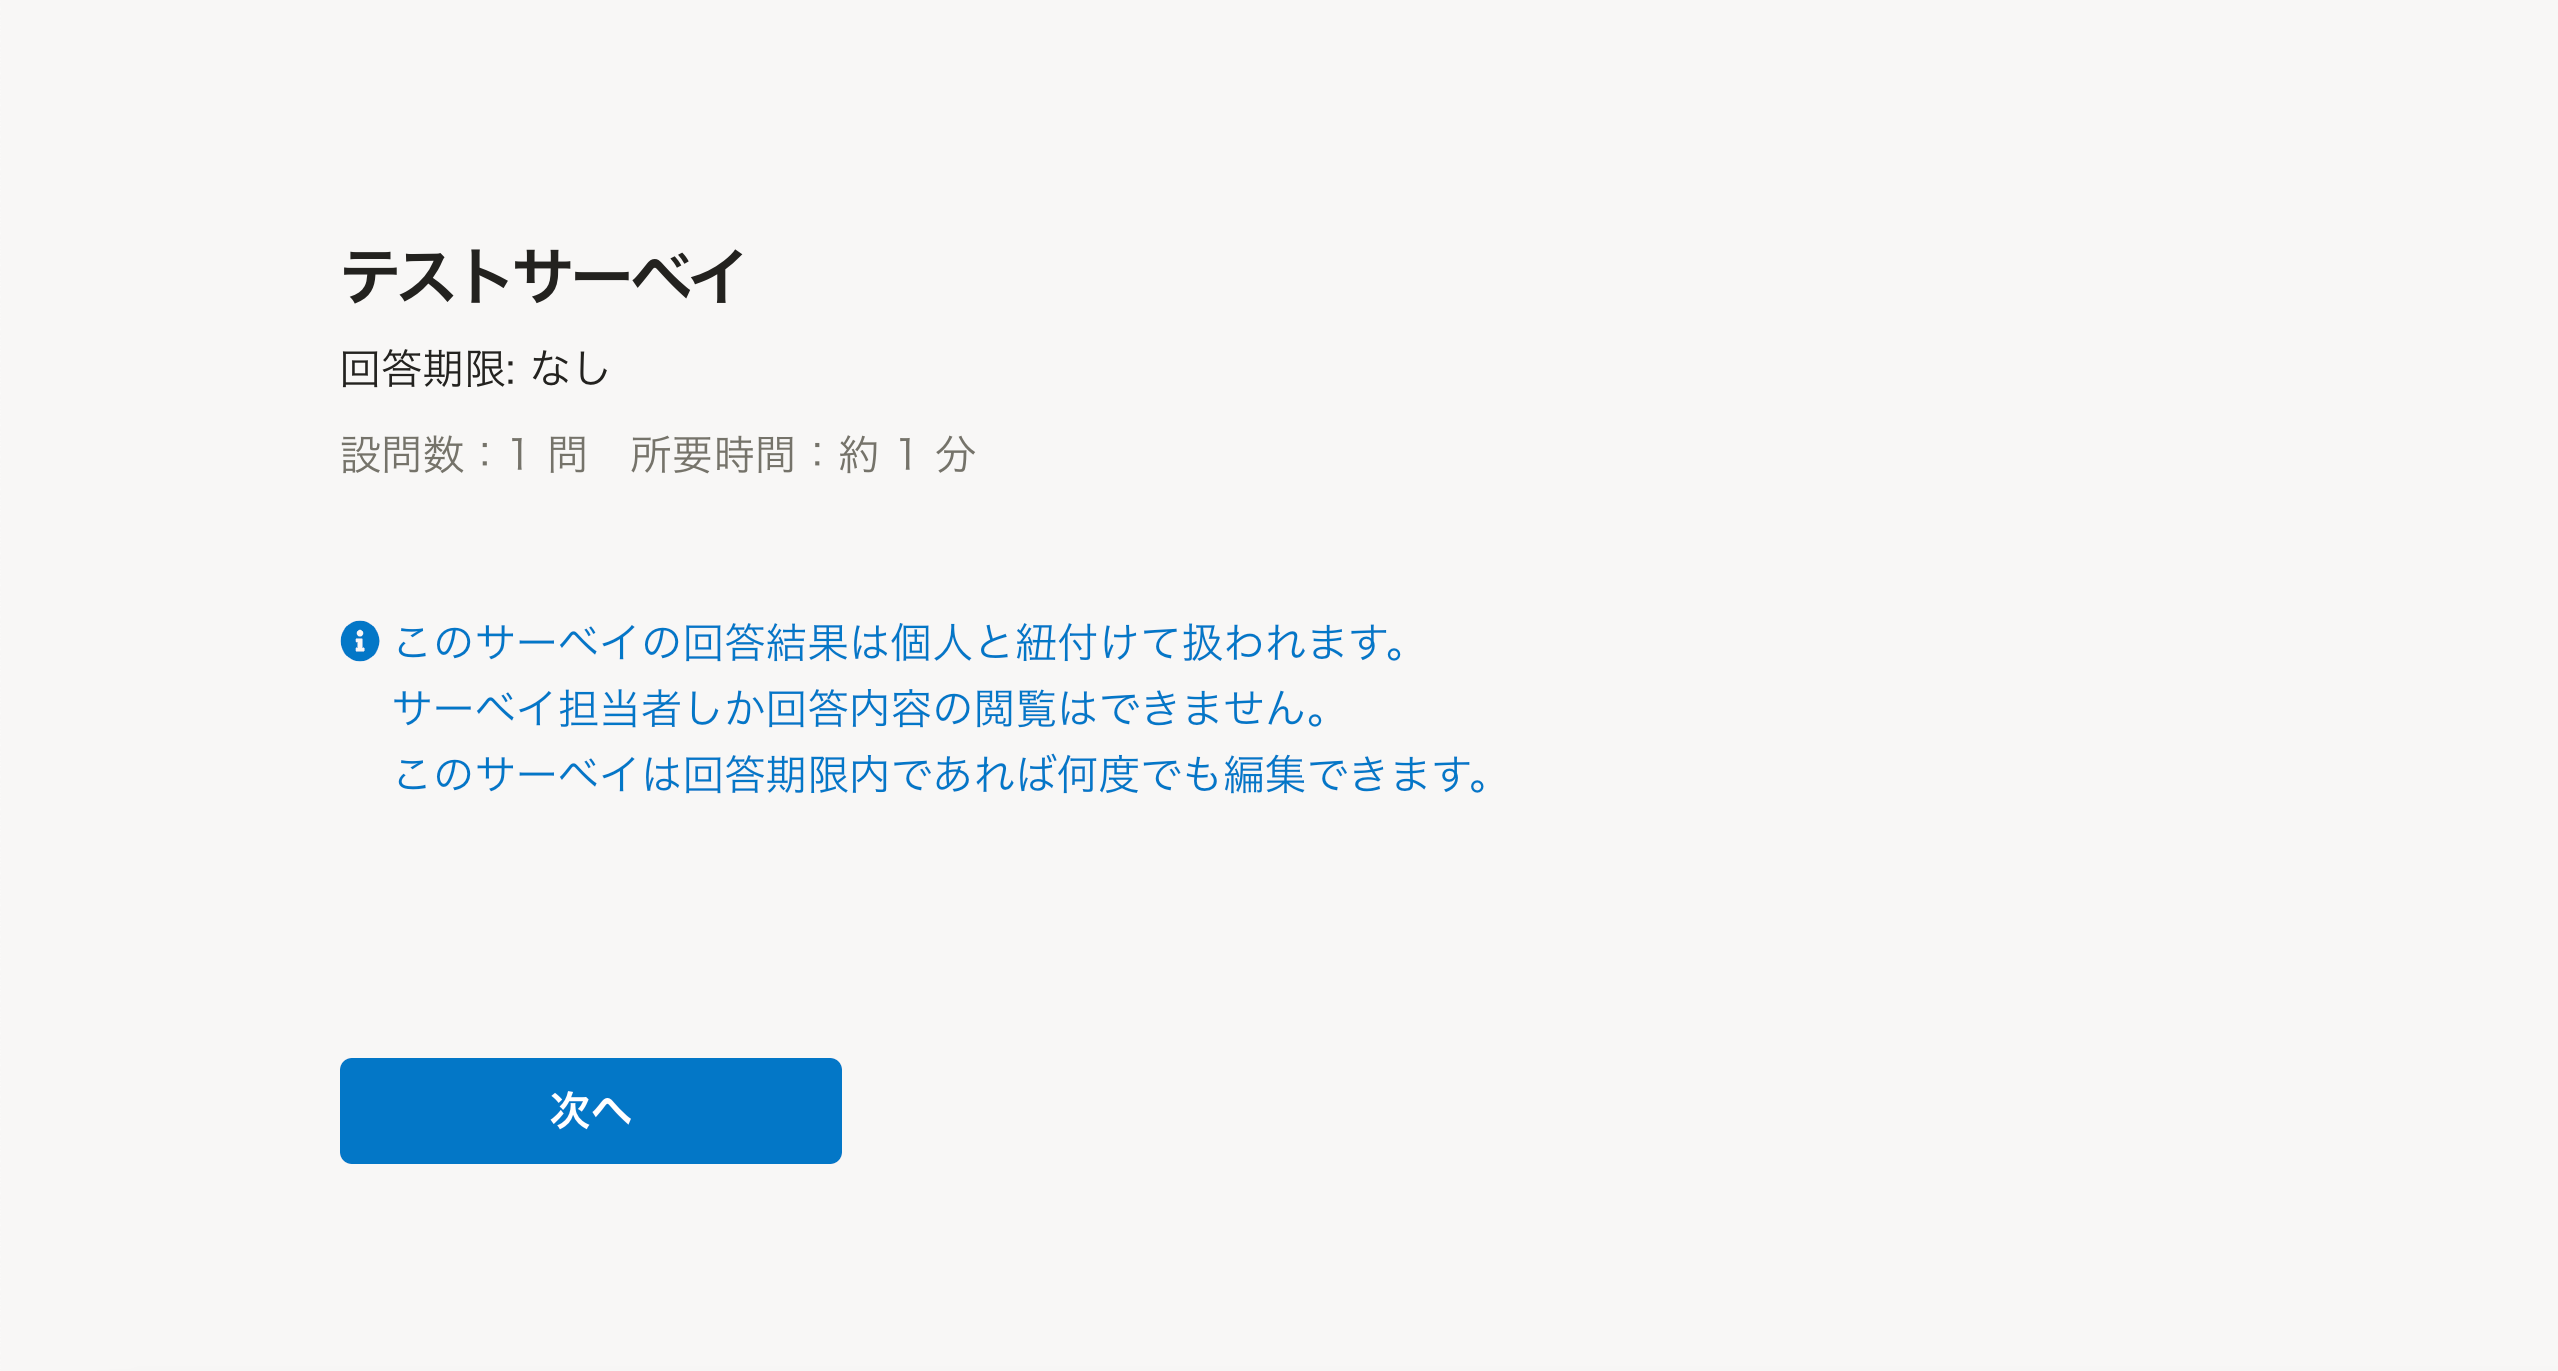 テストサーベイ
回答期限: なし
設問数：1 問　所要時間：約 1 分
このサーベイの回答結果は個人と紐付けて扱われます。
サーベイ担当者しか回答内容の閲覧はできません。
このサーベイは回答期限内であれば何度でも編集できます。
次へ